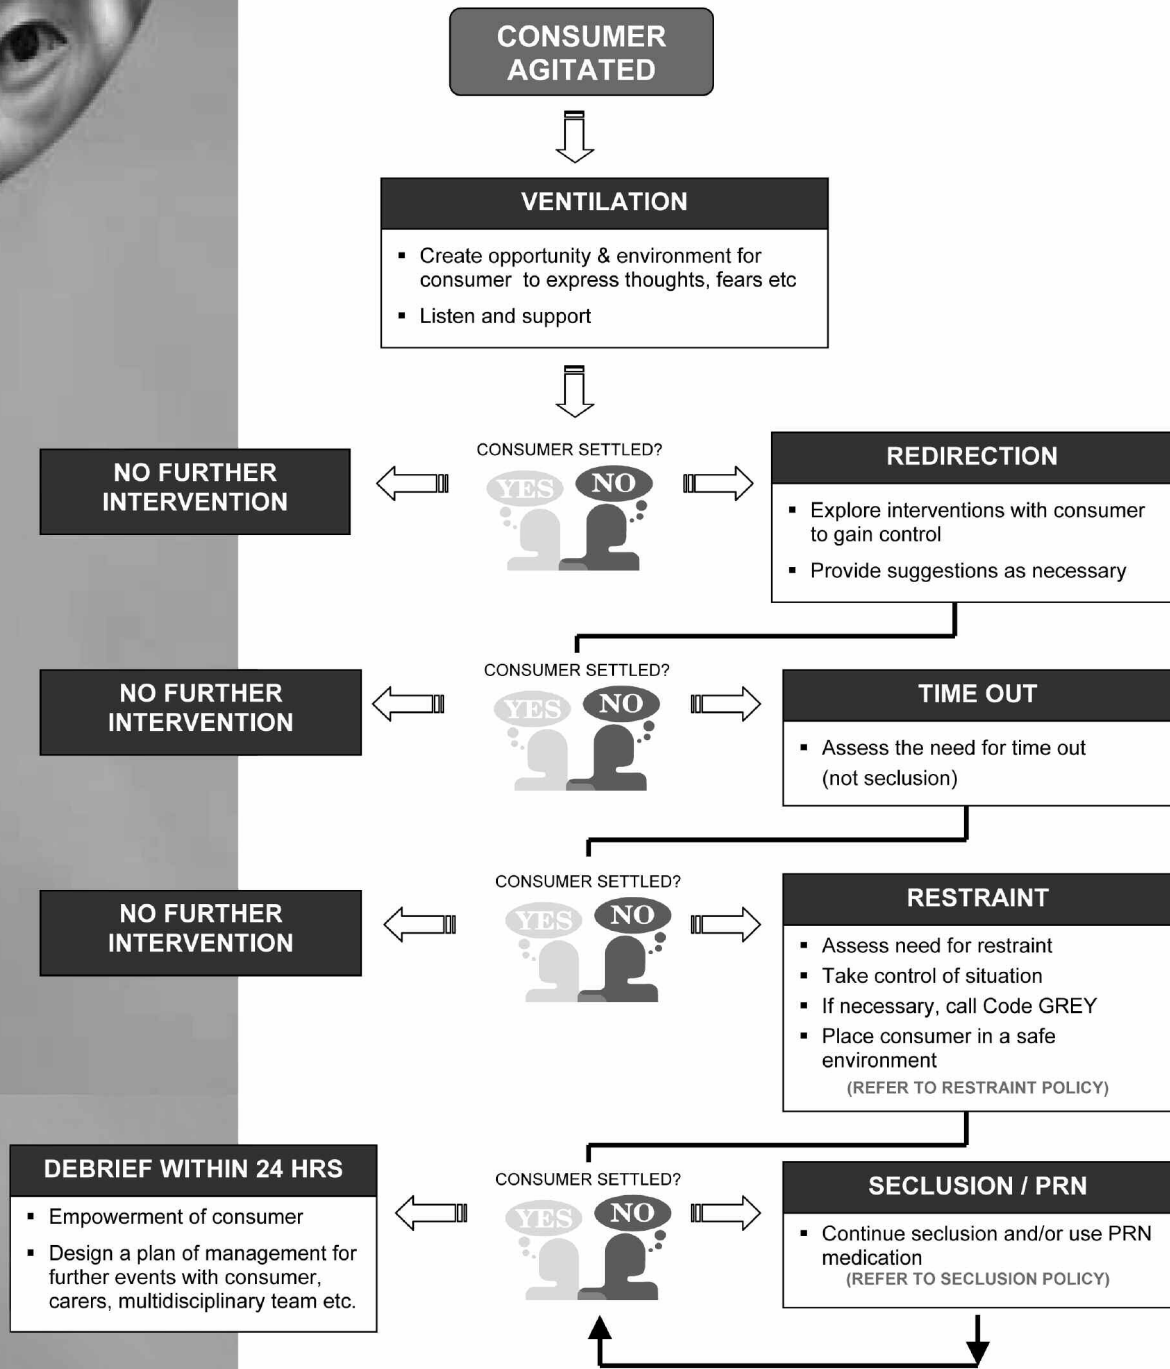 CONSUMER
AGITATED
VENTILATION
▪ Create opportunity & environment for
consumer to express thoughts, fears etc
▪ Listen and support
CONSUMER SETTLED?
YES NO
NO FURTHER
INTERVENTION
REDIRECTION
▪ Explore interventions with consumer
to gain control
▪ Provide suggestions as necessary
CONSUMER SETTLED?
YES NO
NO FURTHER
INTERVENTION
TIME OUT
▪ Assess the need for time out
(not seclusion)
CONSUMER SETTLED?
YES NO
NO FURTHER
INTERVENTION
RESTRAINT
▪ Assess need for restraint
▪ Take control of situation
▪ If necessary, call Code GREY
▪ Place consumer in a safe
environment
(REFER TO RESTRAINT POLICY)
CONSUMER SETTLED?
YES NO
DEBRIEF WITHIN 24 HRS
▪ Empowerment of consumer
▪ Design a plan of management for
further events with consumer,
carers, multidisciplinary team etc.
SECLUSION / PRN
▪ Continue seclusion and/or use PRN
medication
(REFER TO SECLUSION POLICY)